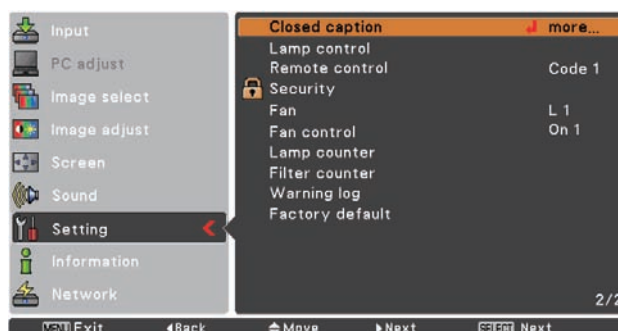 Input
PC adjust
Image select
Image adjust
Screen
Sound
Setting
Information
Network
Closed caption more...
Lamp control
Remote control Code 1
Security
Fan L 1
Fan control On 1
Lamp counter
Filter counter
Warning log
Factory default
2/2
MENU Exit Back Move Next SELECT Next